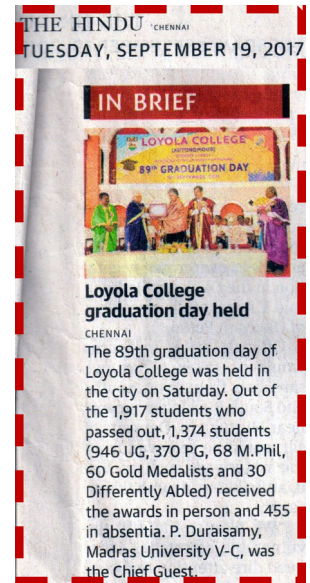 THE HINDU CHENNAI
TUESDAY, SEPTEMBER 19, 2017
IN BRIEF
LOYOLA COLLEGE
(AUTONOMOUS)
89th GRADUATION DAY
Loyola College
graduation day held
CHENNAI
The 89th graduation day of
Loyola College was held in
the city on Saturday. Out of
the 1,917 students who
passed out, 1,374 students
(946 UG, 370 PG, 68 M.Phil,
60 Gold Medalists and 30
Differently Abled) received
the awards in person and 455
in absentia. P. Duraisamy,
Madras University V-C, was
the Chief Guest.